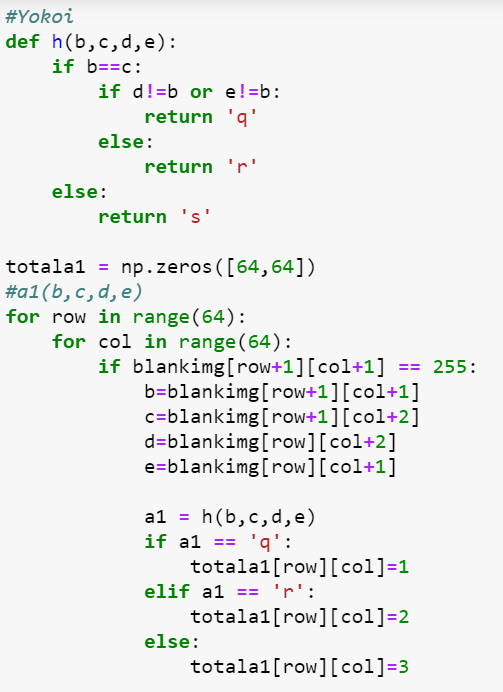 #Yokoi
def h(b,c,d,e):
    if b==c:
        if d!=b or e!=b:
            return 'q'
        else:
            return 'r'
    else:
        return 's'

totala1 = np.zeros([64,64])
#a1(b,c,d,e)
for row in range(64):
    for col in range(64):
        if blankimg[row+1][col+1] == 255:
            b=blankimg[row+1][col+1]
            c=blankimg[row+1][col+2]
            d=blankimg[row][col+2]
            e=blankimg[row][col+1]

            a1 = h(b,c,d,e)
            if a1 == 'q':
                totala1[row][col]=1
            elif a1 == 'r':
                totala1[row][col]=2
            else:
                totala1[row][col]=3